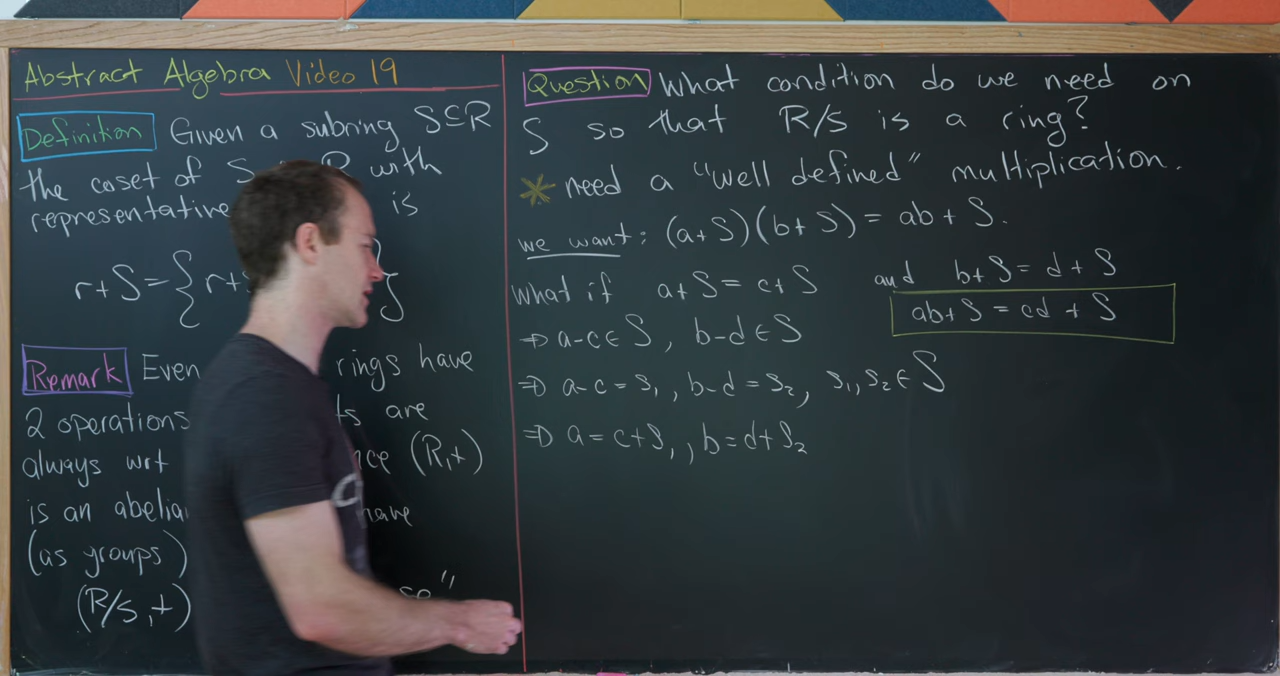 Abstract Algebra Video 19
Definition Given a subring S⊆R
the coset of S R with
representative is
r+S={r+ }
Remark Even rings have
2 operations are
always wrt (R,+)
is an have
(as groups)
(R/S,+) "
Question What condition do we need on
S so that R/S is a ring?
* need a "well defined" multiplication.
we want: (a+S)(b+S) = ab+S.
What if a+S = c+S and b+S = d+S
ab+S = cd+S
⇒ a-c∈S, b-d∈S
⇒ a-c=s₁, b-d=s₂, s₁,s₂∈S
⇒ a=c+s₁, b=d+s₂